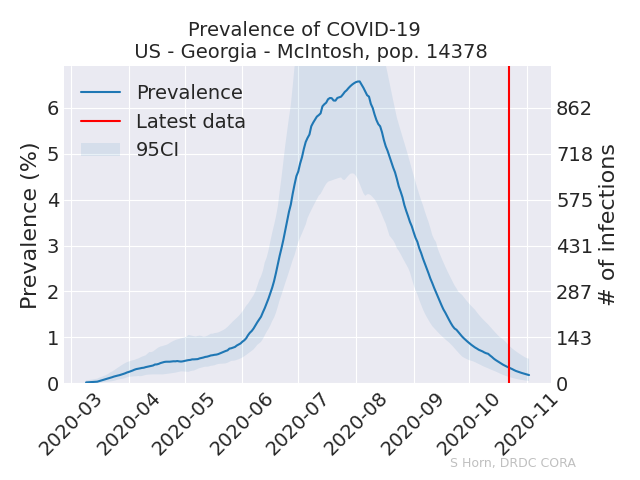 Prevalence of COVID-19
US - Georgia - McIntosh, pop. 14378
Prevalence
Latest data
95CI
Prevalence (%)
6
5
4
3
2
1
0
862
718
575
431
287
143
0
# of infections
2020-03
2020-04
2020-05
2020-06
2020-07
2020-08
2020-09
2020-10
2020-11
S Horn, DRDC CORA